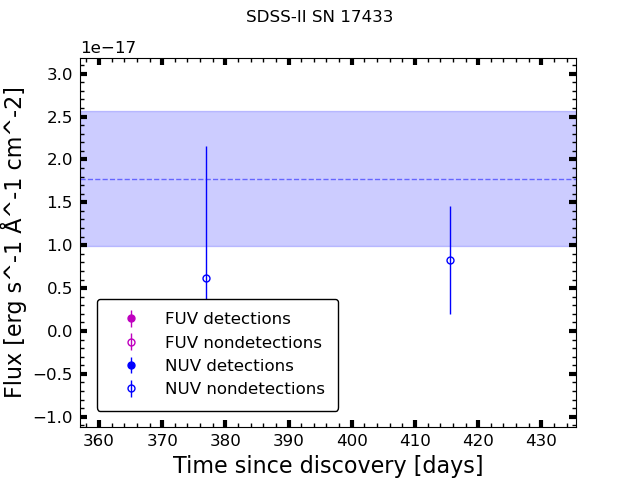 SDSS-II SN 17433
1e−17
3.0
2.5
2.0
1.5
1.0
0.5
0.0
−0.5
−1.0
Flux [erg s^-1 Å^-1 cm^-2]
FUV detections
FUV nondetections
NUV detections
NUV nondetections
360 370 380 390 400 410 420 430
Time since discovery [days]